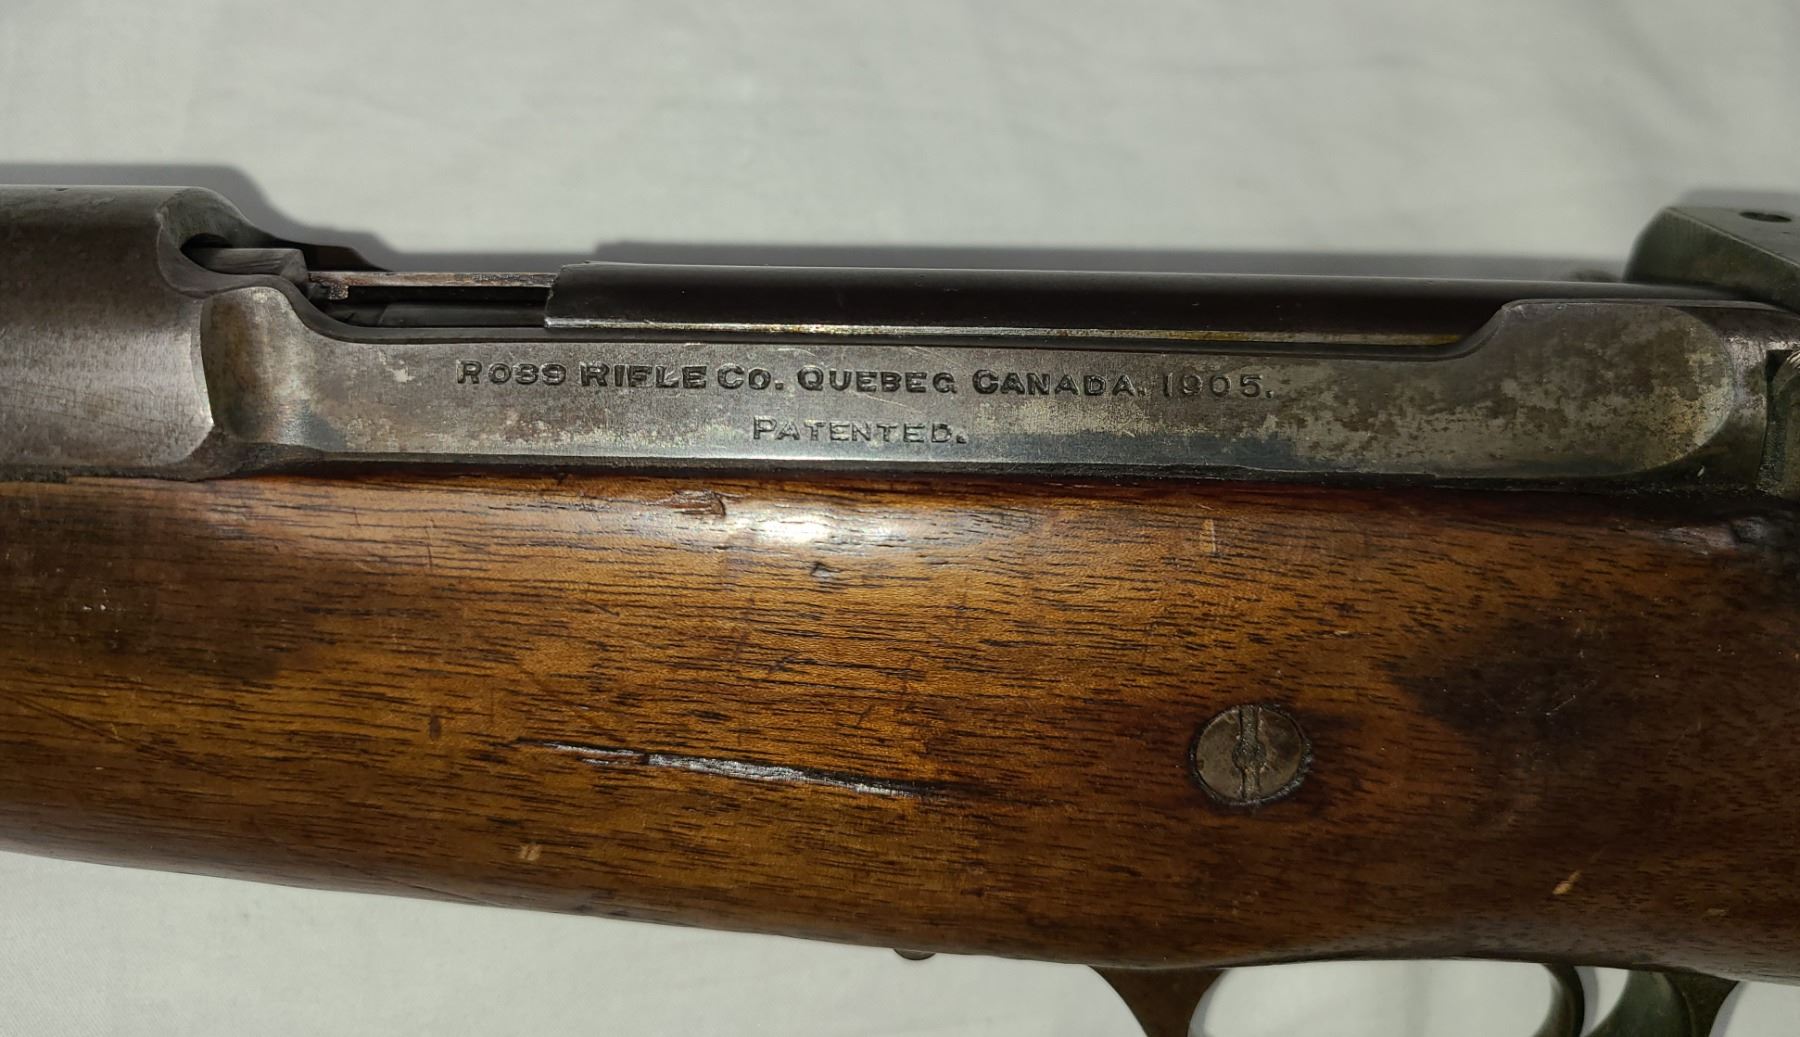 ROSS RIFLE CO. QUEBEC CANADA. 1905.
PATENTED.